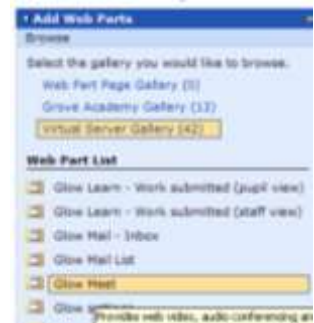 Add Web Parts
Browse
Select the gallery you would like to browse.
Web Part Page Gallery (0)
Grove Academy Gallery (13)
Virtual Server Gallery (42)
Web Part List
Glow Learn - Work submitted (pupil view)
Glow Learn - Work submitted (staff view)
Glow Mail - Inbox
Glow Mail List
Glow Meet
Glow
Provides web video, audio conferencing